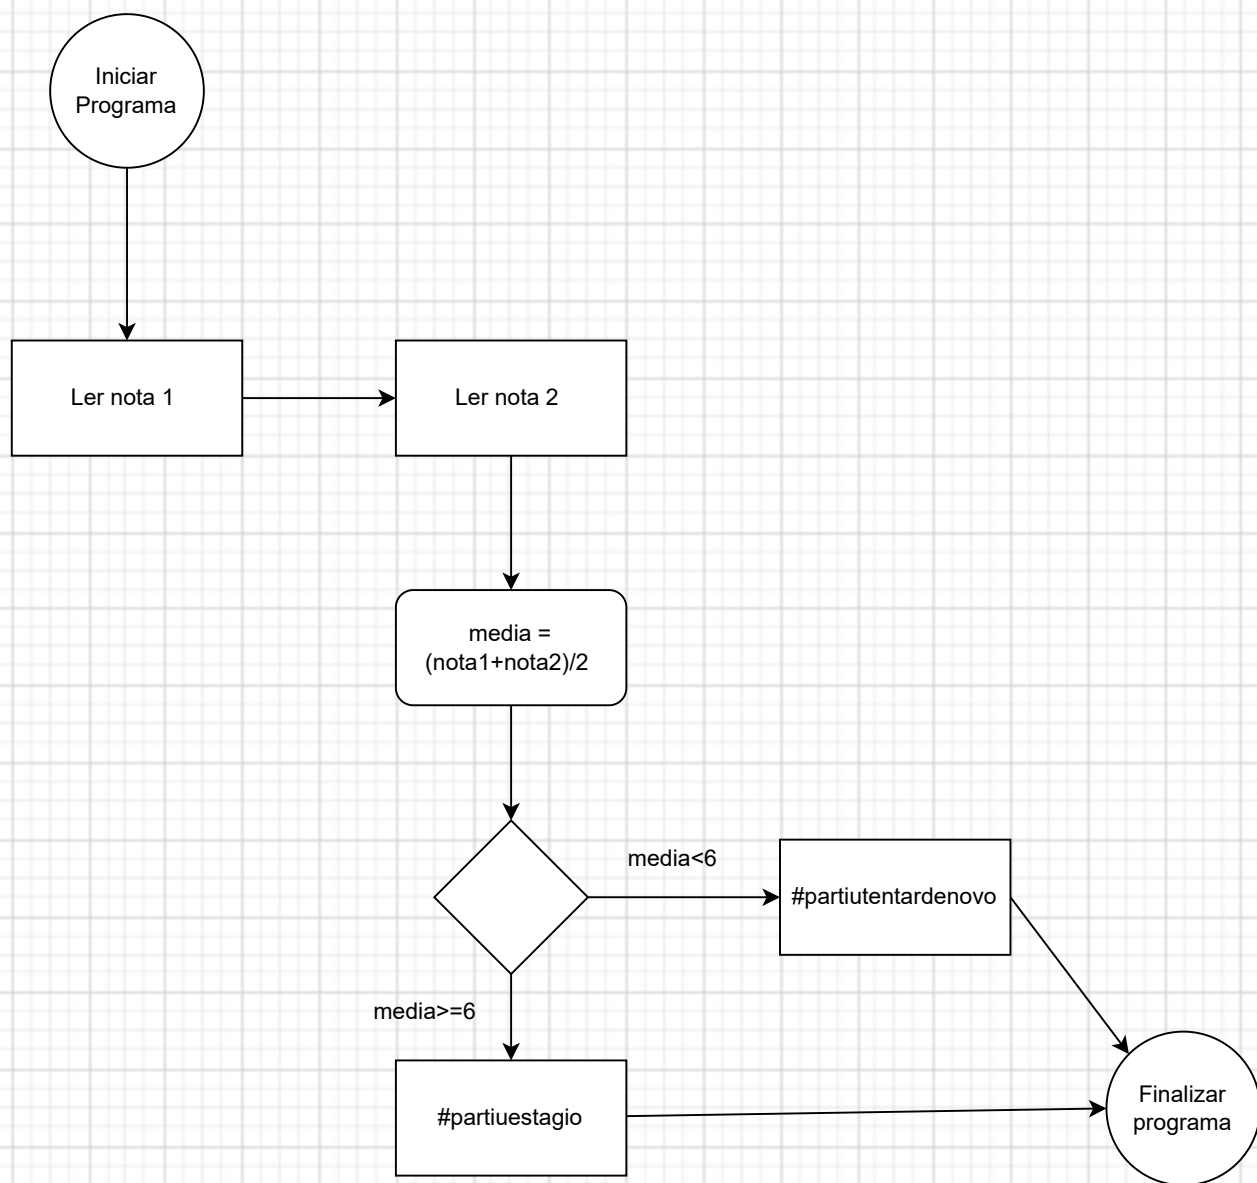 Iniciar
Programa
Ler nota 1
Ler nota 2
media =
(nota1+nota2)/2
media<6
#partiutentardenovo
media>=6
#partiuestagio
Finalizar
programa